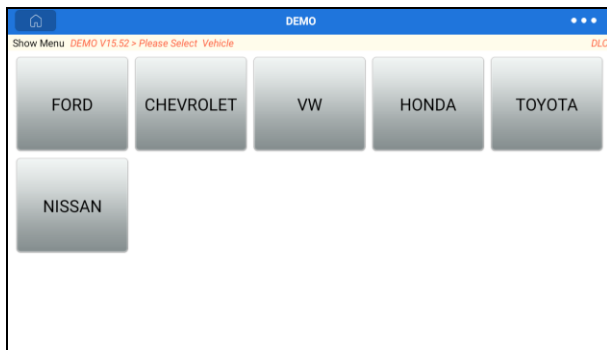 DEMO
Show Menu DEMO V15.52 > Please Select Vehicle DLC
FORD CHEVROLET VW HONDA TOYOTA
NISSAN